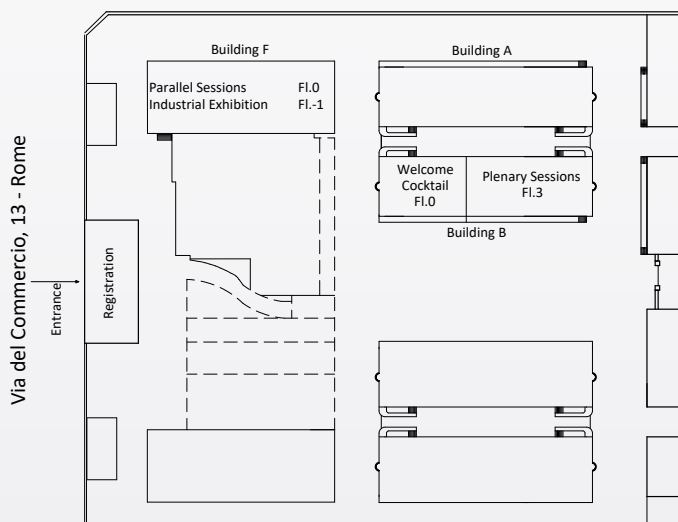 Building F
Parallel Sessions Fl.0
Industrial Exhibition Fl.-1
Building A
Welcome
Cocktail
Fl.0
Plenary Sessions
Fl.3
Building B
Via del Commercio, 13 - Rome
Entrance
Registration